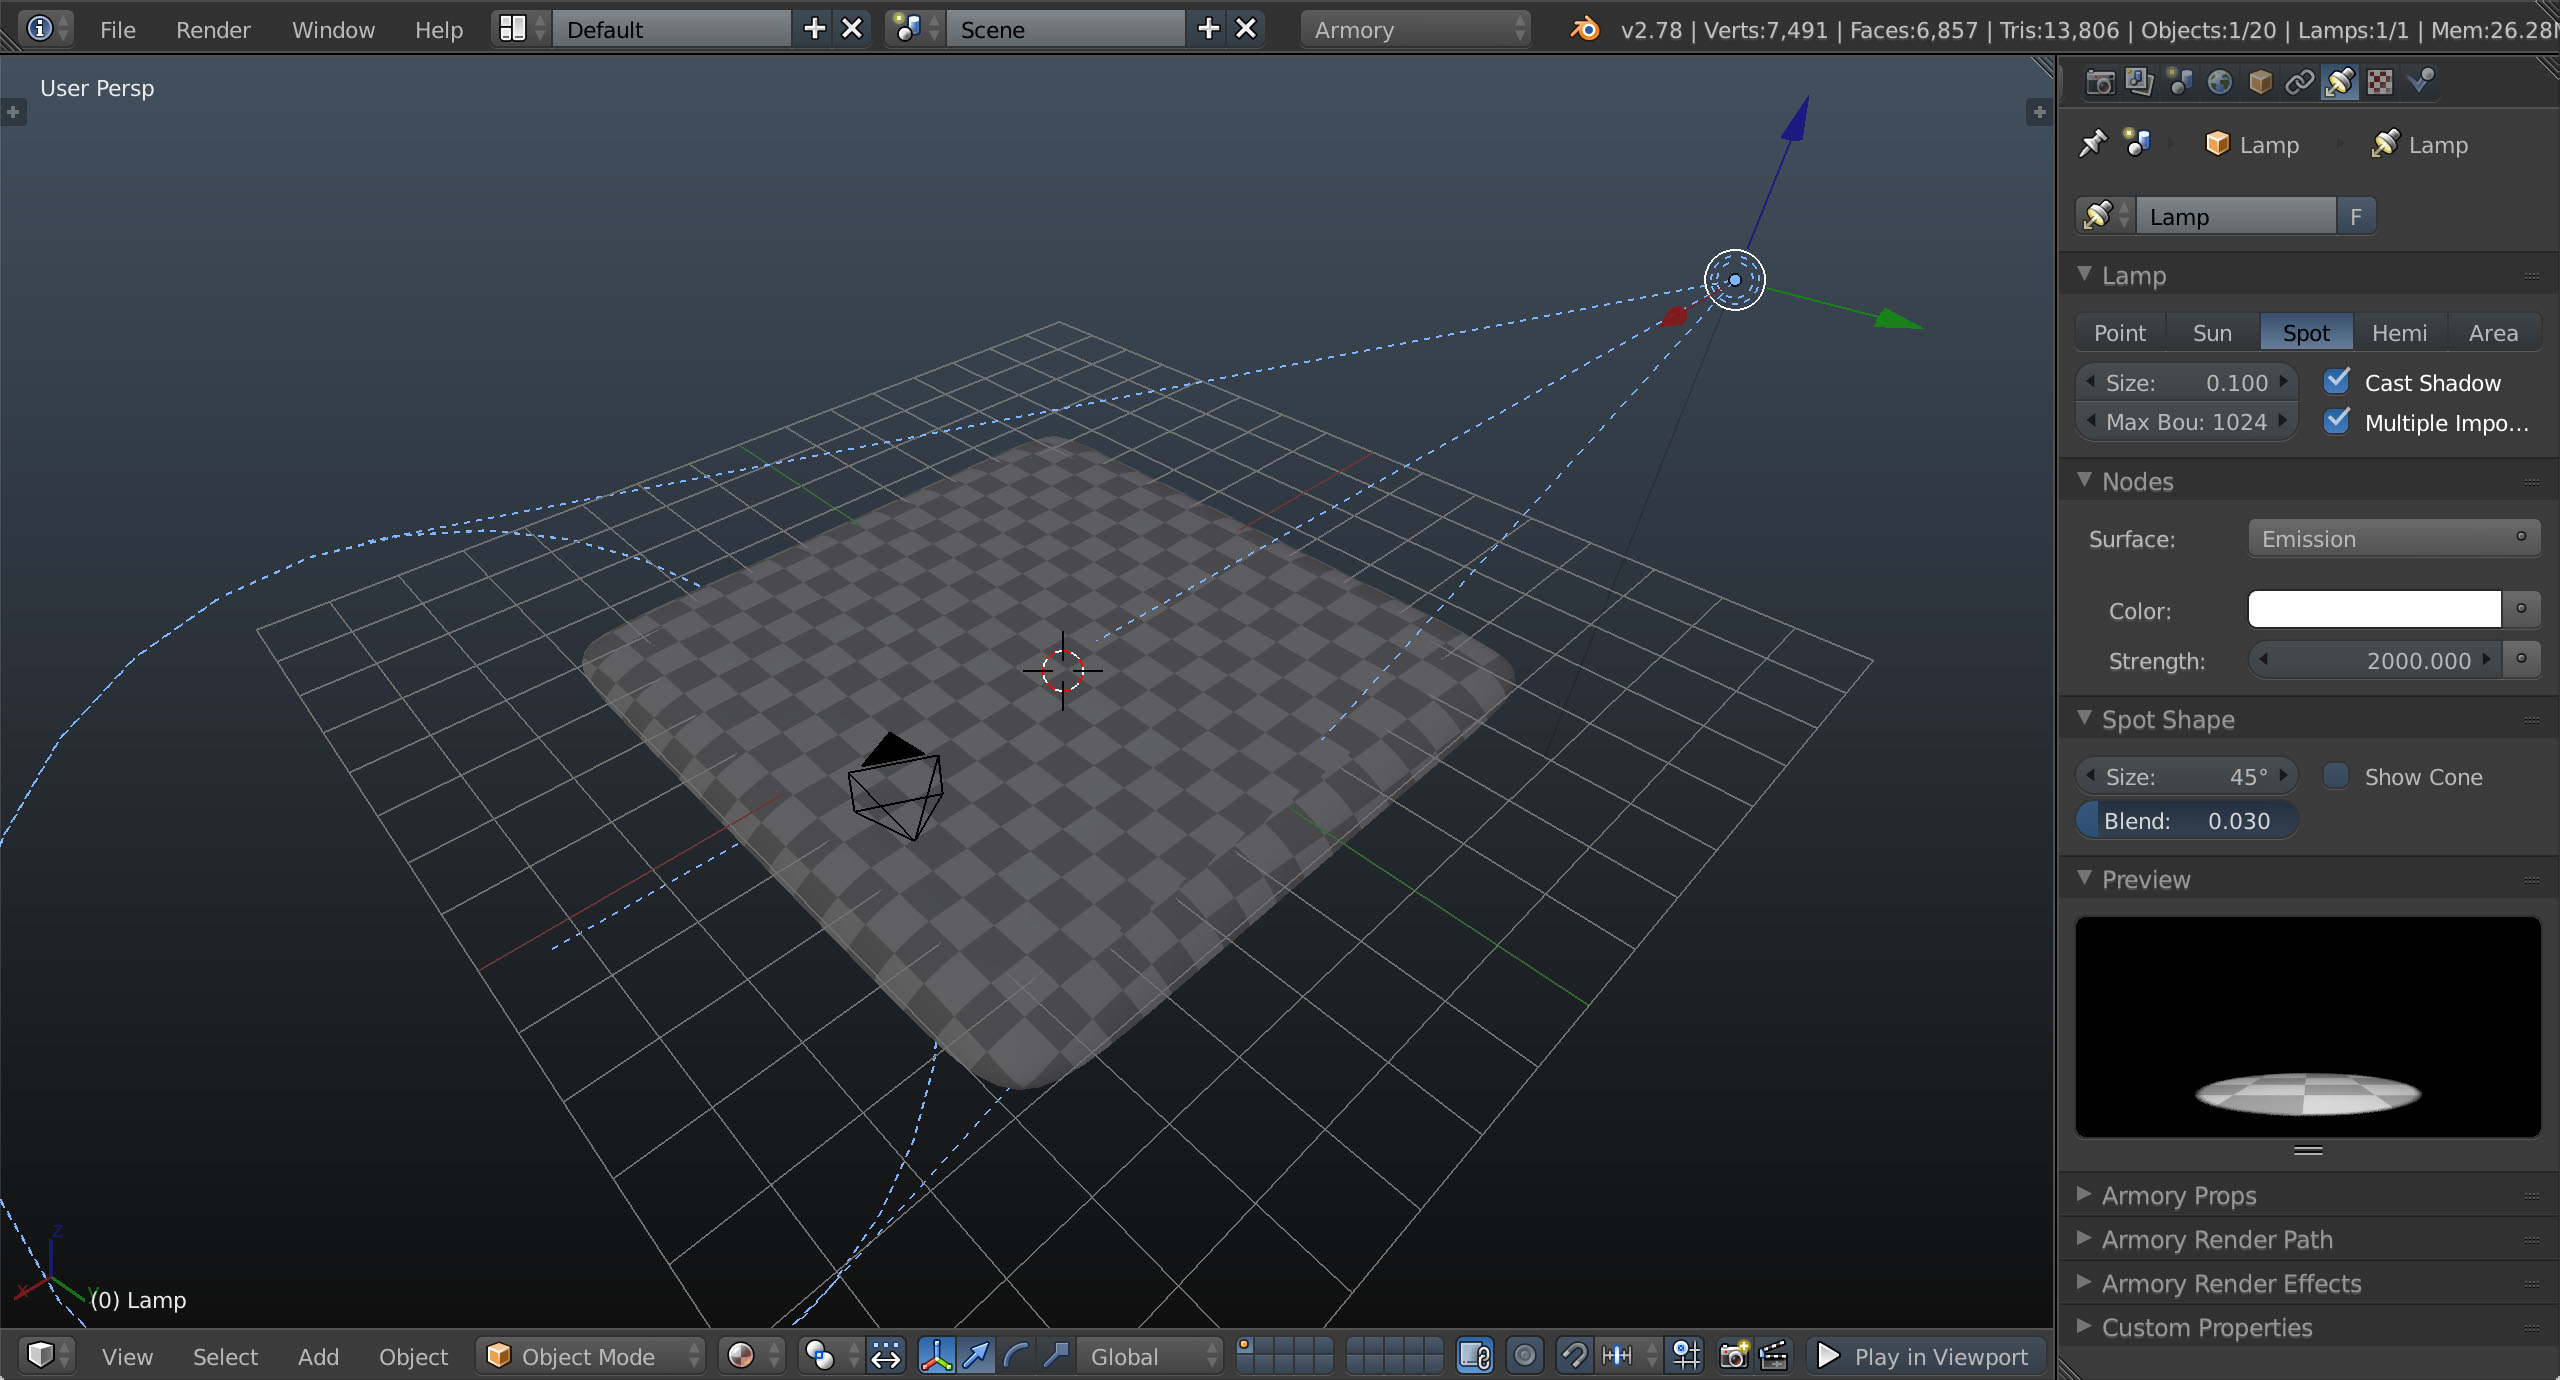 File Render Window Help Default Scene Armory v2.78 | Verts:7,491 | Faces:6,857 | Tris:13,806 | Objects:1/20 | Lamps:1/1 | Mem:26.28
User Persp
Lamp Lamp
Lamp F
Lamp
Point Sun Spot Hemi Area
Size: 0.100 Cast Shadow
Max Bou: 1024 Multiple Impo...
Nodes
Surface: Emission
Color:
Strength: 2000.000
Spot Shape
Size: 45° Show Cone
Blend: 0.030
Preview
Armory Props
Armory Render Path
Armory Render Effects
Custom Properties
Z
X Y
(0) Lamp
View Select Add Object Object Mode Global Play in Viewport